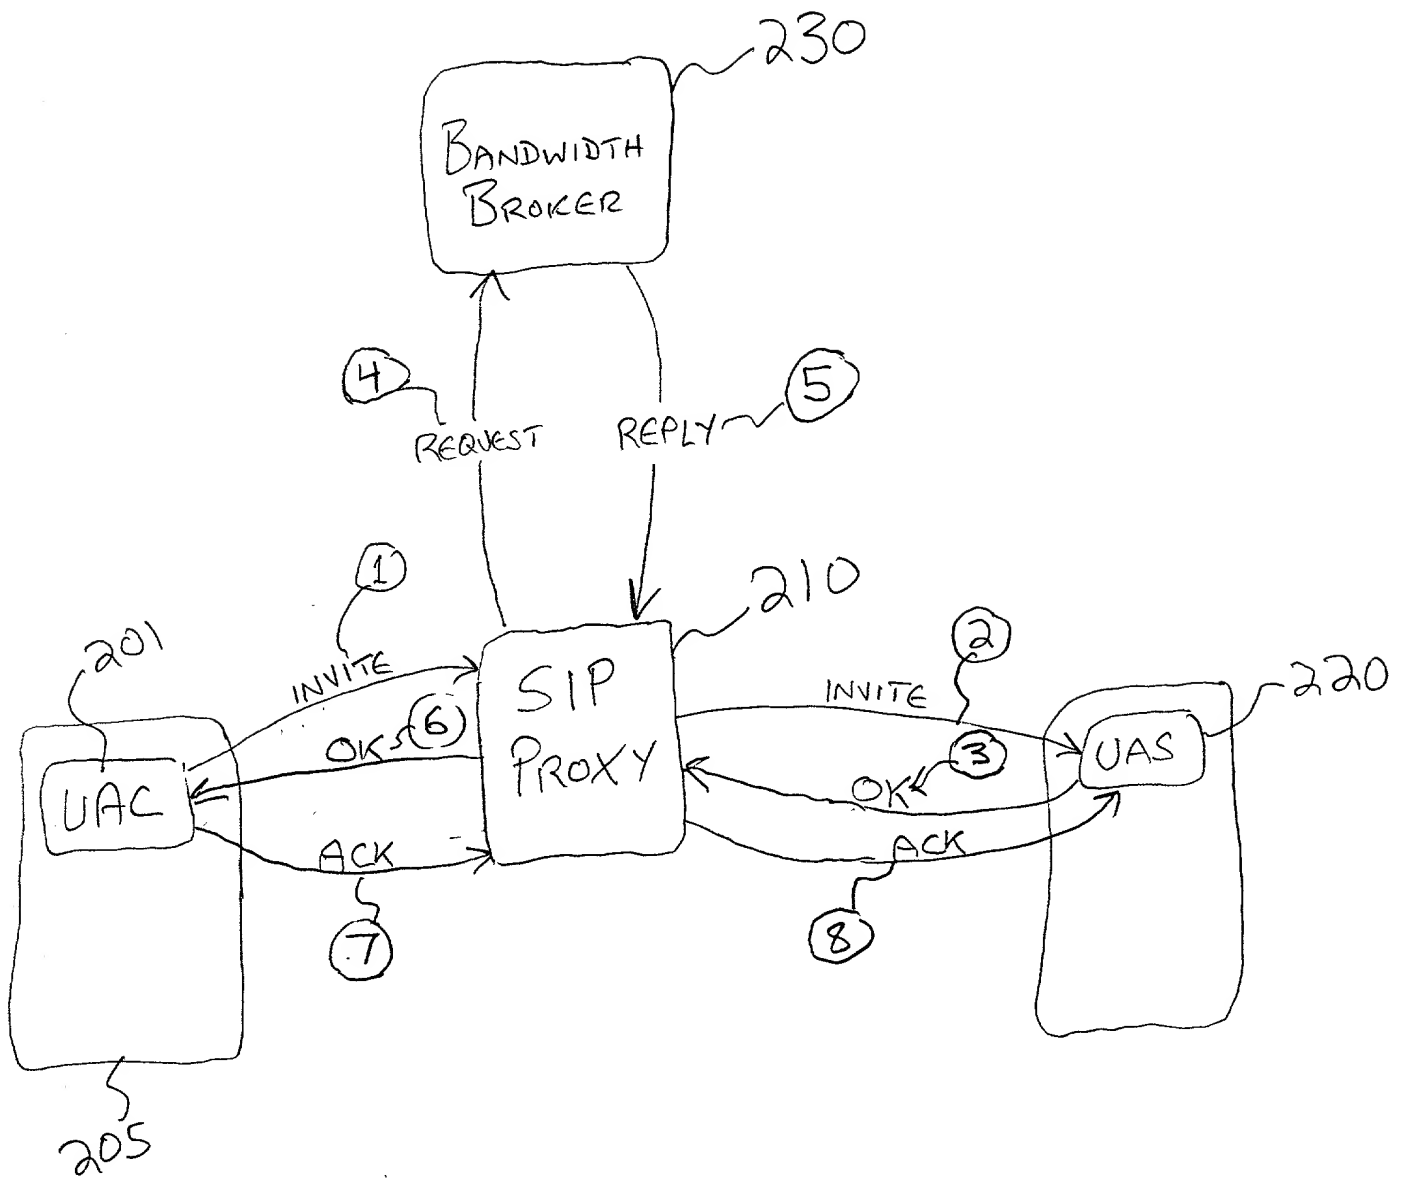 230
BANDWIDTH
BROKER
4
5
REQUEST
REPLY
1
210
2
201
INVITE
SIP
PROXY
INVITE
220
6
OK
3
UAS
UAC
OK
ACK
ACK
7
8
205